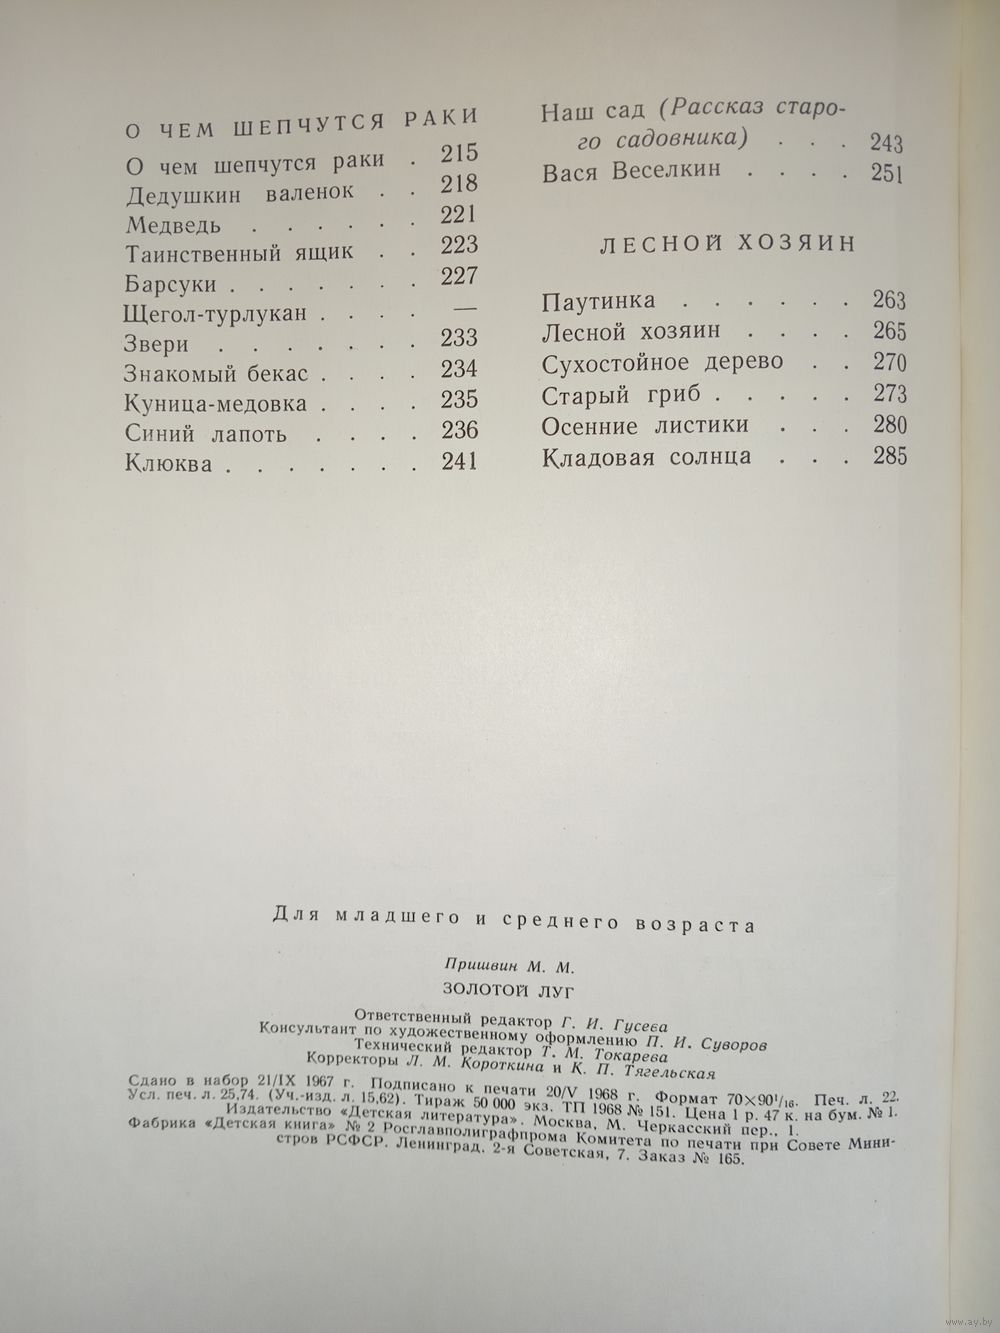 О ЧЕМ ШЕПЧУТСЯ РАКИ
О чем шепчутся раки . 215
Дедушкин валенок . . 218
Медведь . . . . . . 221
Таинственный ящик . . 223
Барсуки . . . . . . . 227
Щегол-турлукан . . . . —
Звери . . . . . . . 233
Знакомый бекас . . . . 234
Куница-медовка . . . . 235
Синий лапоть . . . . 236
Клюква . . . . . . . 241
Наш сад (Рассказ старо-
го садовника) . . . 243
Вася Веселкин . . . . 251
ЛЕСНОЙ ХОЗЯИН
Паутинка . . . . . . 263
Лесной хозяин . . . . 265
Сухостойное дерево . . 270
Старый гриб . . . . . 273
Осенние листики . . . 280
Кладовая солнца . . . 285
Для младшего и среднего возраста
Пришвин М. М.
ЗОЛОТОЙ ЛУГ
Ответственный редактор Г. И. Гусева
Консультант по художественному оформлению П. И. Суворов
Технический редактор Т. М. Токарева
Корректоры Л. М. Короткина и К. П. Тягельская
Сдано в набор 21/IX 1967 г. Подписано к печати 20/V 1968 г. Формат 70×90¹/₁₆. Печ. л. 22.
Усл. печ. л. 25,74. (Уч.-изд. л. 15,62). Тираж 50 000 экз. ТП 1968 № 151. Цена 1 р. 47 к. на бум. № 1.
Издательство «Детская литература». Москва, М. Черкасский пер., 1.
Фабрика «Детская книга» № 2 Росглавполиграфпрома Комитета по печати при Совете Мини-
стров РСФСР. Ленинград, 2-я Советская, 7. Заказ № 165.
www.ay.by